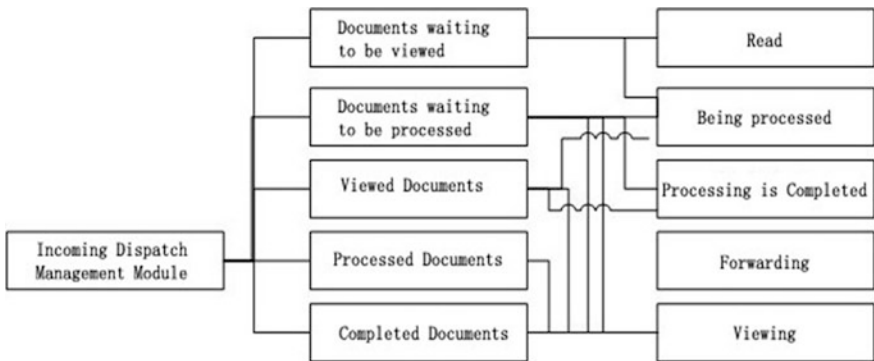 Documents waiting
to be viewed
Read
Documents waiting
to be processed
Being processed
Viewed Documents
Processing is Completed
Incoming Dispatch
Management Module
Processed Documents
Forwarding
Completed Documents
Viewing